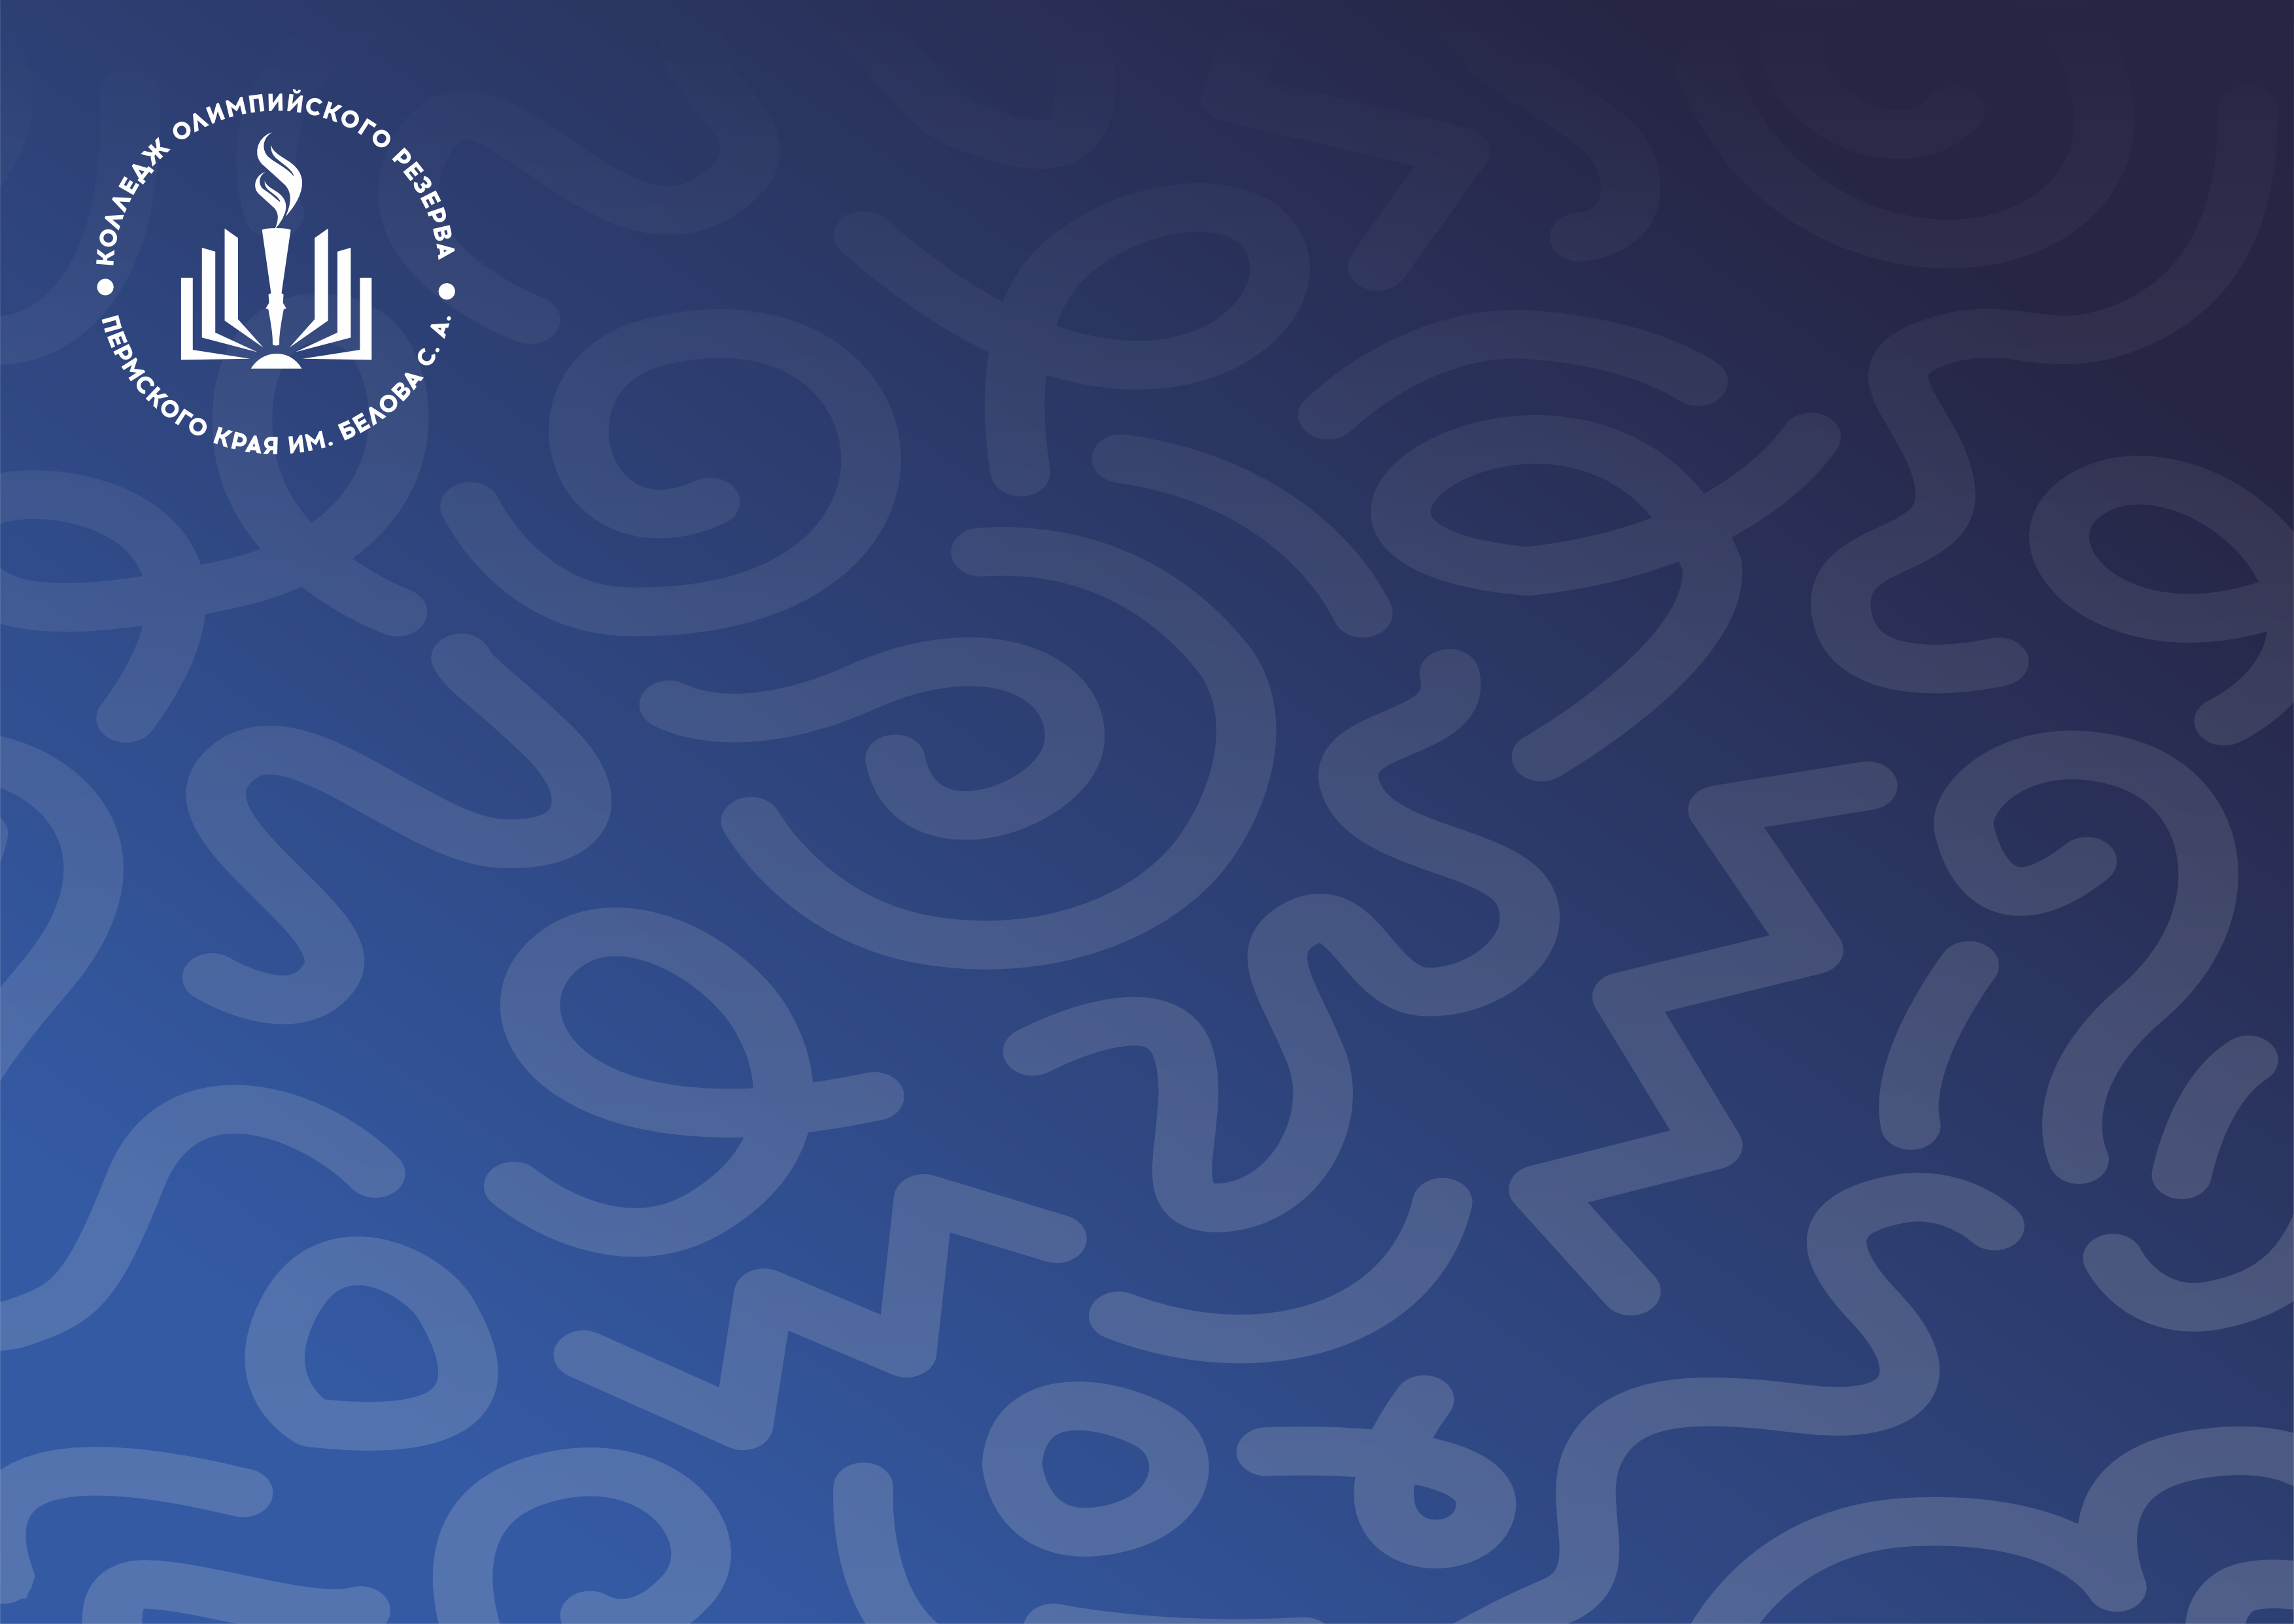 КОЛЛЕДЖ ОЛИМПИЙСКОГО РЕЗЕРВА
ПЕРМСКОГО КРАЯ ИМ. БЕЛОВА С. А.